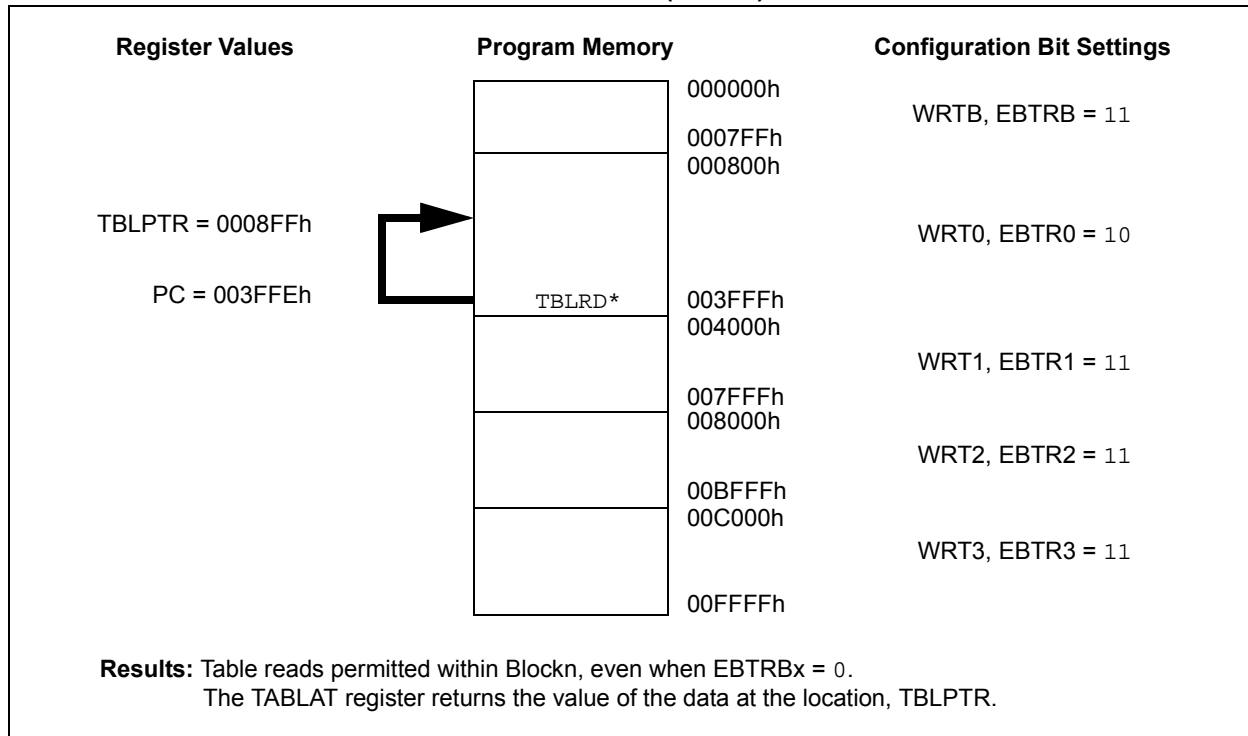 Register Values Program Memory Configuration Bit Settings
000000h
WRTB, EBTRB = 11
0007FFh
000800h
TBLPTR = 0008FFh
WRT0, EBTR0 = 10
PC = 003FFEh
TBLRD*
003FFFh
004000h
WRT1, EBTR1 = 11
007FFFh
008000h
WRT2, EBTR2 = 11
00BFFFh
00C000h
WRT3, EBTR3 = 11
00FFFFh
Results: Table reads permitted within Blockn, even when EBTRBx = 0.
The TABLAT register returns the value of the data at the location, TBLPTR.